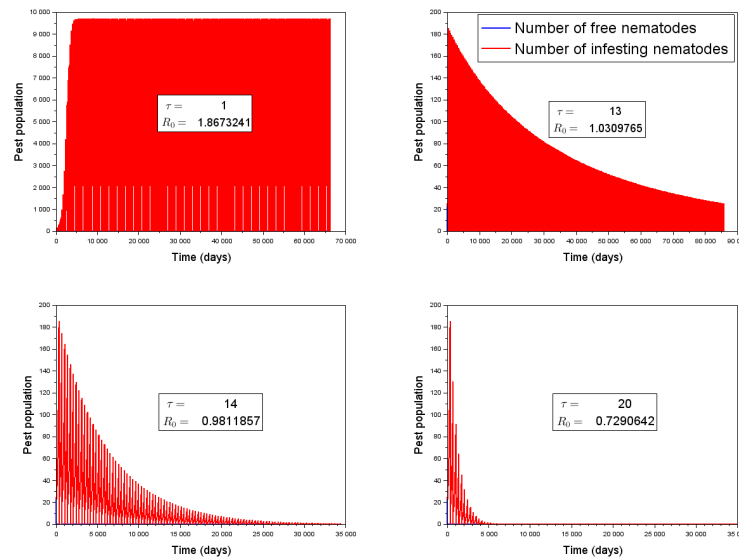 10 000
9 000
8 000
7 000
6 000
5 000
4 000
3 000
2 000
1 000
0
Pest population
τ = 1
R₀ = 1.8673241
0 10 000 20 000 30 000 40 000 50 000 60 000 70 000
Time (days)
200
180
160
140
120
100
80
60
40
20
0
Pest population
Number of free nematodes
Number of infesting nematodes
τ = 13
R₀ = 1.0309765
0 10 000 20 000 30 000 40 000 50 000 60 000 70 000 80 000 90 000
Time (days)
200
180
160
140
120
100
80
60
40
20
0
Pest population
τ = 14
R₀ = 0.9811857
0 5 000 10 000 15 000 20 000 25 000 30 000 35 000
Time (days)
200
180
160
140
120
100
80
60
40
20
0
Pest population
τ = 20
R₀ = 0.7290642
0 5 000 10 000 15 000 20 000 25 000 30 000 35 000
Time (days)